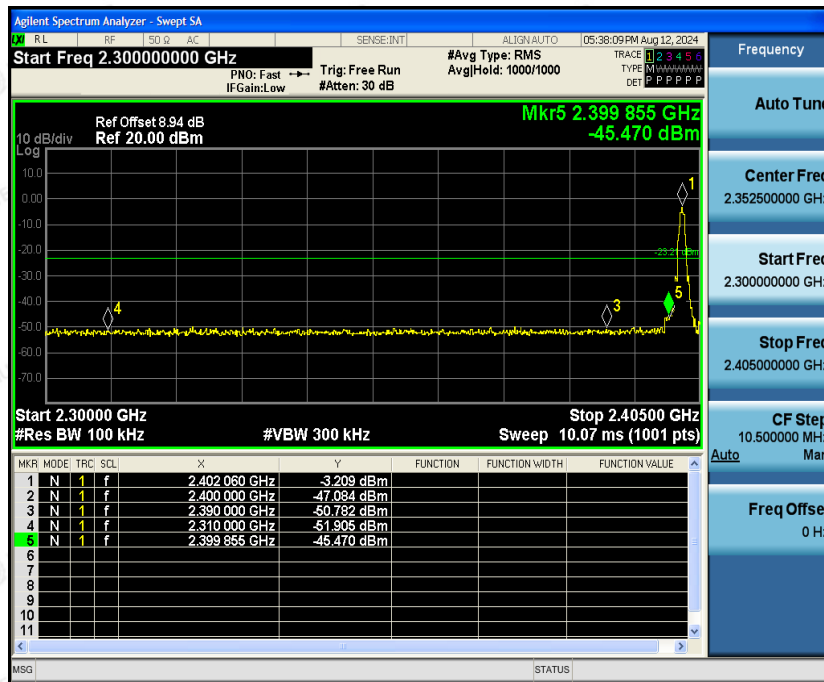 Agilent Spectrum Analyzer - Swept SA
LXI RL RF 50 Ω AC SENSE:INT ALIGN AUTO 05:38:09 PM Aug 12, 2024
Start Freq 2.300000000 GHz
PNO: Fast
IFGain:Low
Trig: Free Run
#Atten: 30 dB
#Avg Type: RMS
Avg|Hold: 1000/1000
TRACE 1 2 3 4 5 6
TYPE M WWWWW
DET P P P P P P
Mkr5 2.399 855 GHz
-45.470 dBm
Ref Offset 8.94 dB
10 dB/div Ref 20.00 dBm
Log
10.0
0.00
-10.0
-20.0
-30.0
-40.0
-50.0
-60.0
-70.0
1
-23.21 dBm
5
3
4
Start 2.30000 GHz Stop 2.40500 GHz
#Res BW 100 kHz #VBW 300 kHz Sweep 10.07 ms (1001 pts)
MKR MODE TRC SCL X Y FUNCTION FUNCTION WIDTH FUNCTION VALUE
1 N 1 f 2.402 060 GHz -3.209 dBm
2 N 1 f 2.400 000 GHz -47.084 dBm
3 N 1 f 2.390 000 GHz -50.782 dBm
4 N 1 f 2.310 000 GHz -51.905 dBm
5 N 1 f 2.399 855 GHz -45.470 dBm
6
7
8
9
10
11
MSG STATUS
Frequency
Auto Tune
Center Freq
2.352500000 GHz
Start Freq
2.300000000 GHz
Stop Freq
2.405000000 GHz
CF Step
10.500000 MHz
Auto Man
Freq Offset
0 Hz